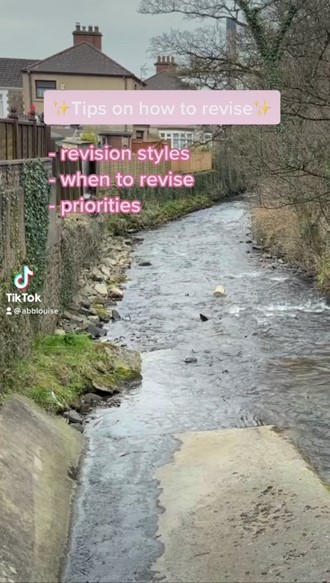 ✨Tips on how to revise✨
- revision styles
- when to revise
- priorities
TikTok
@abblouise